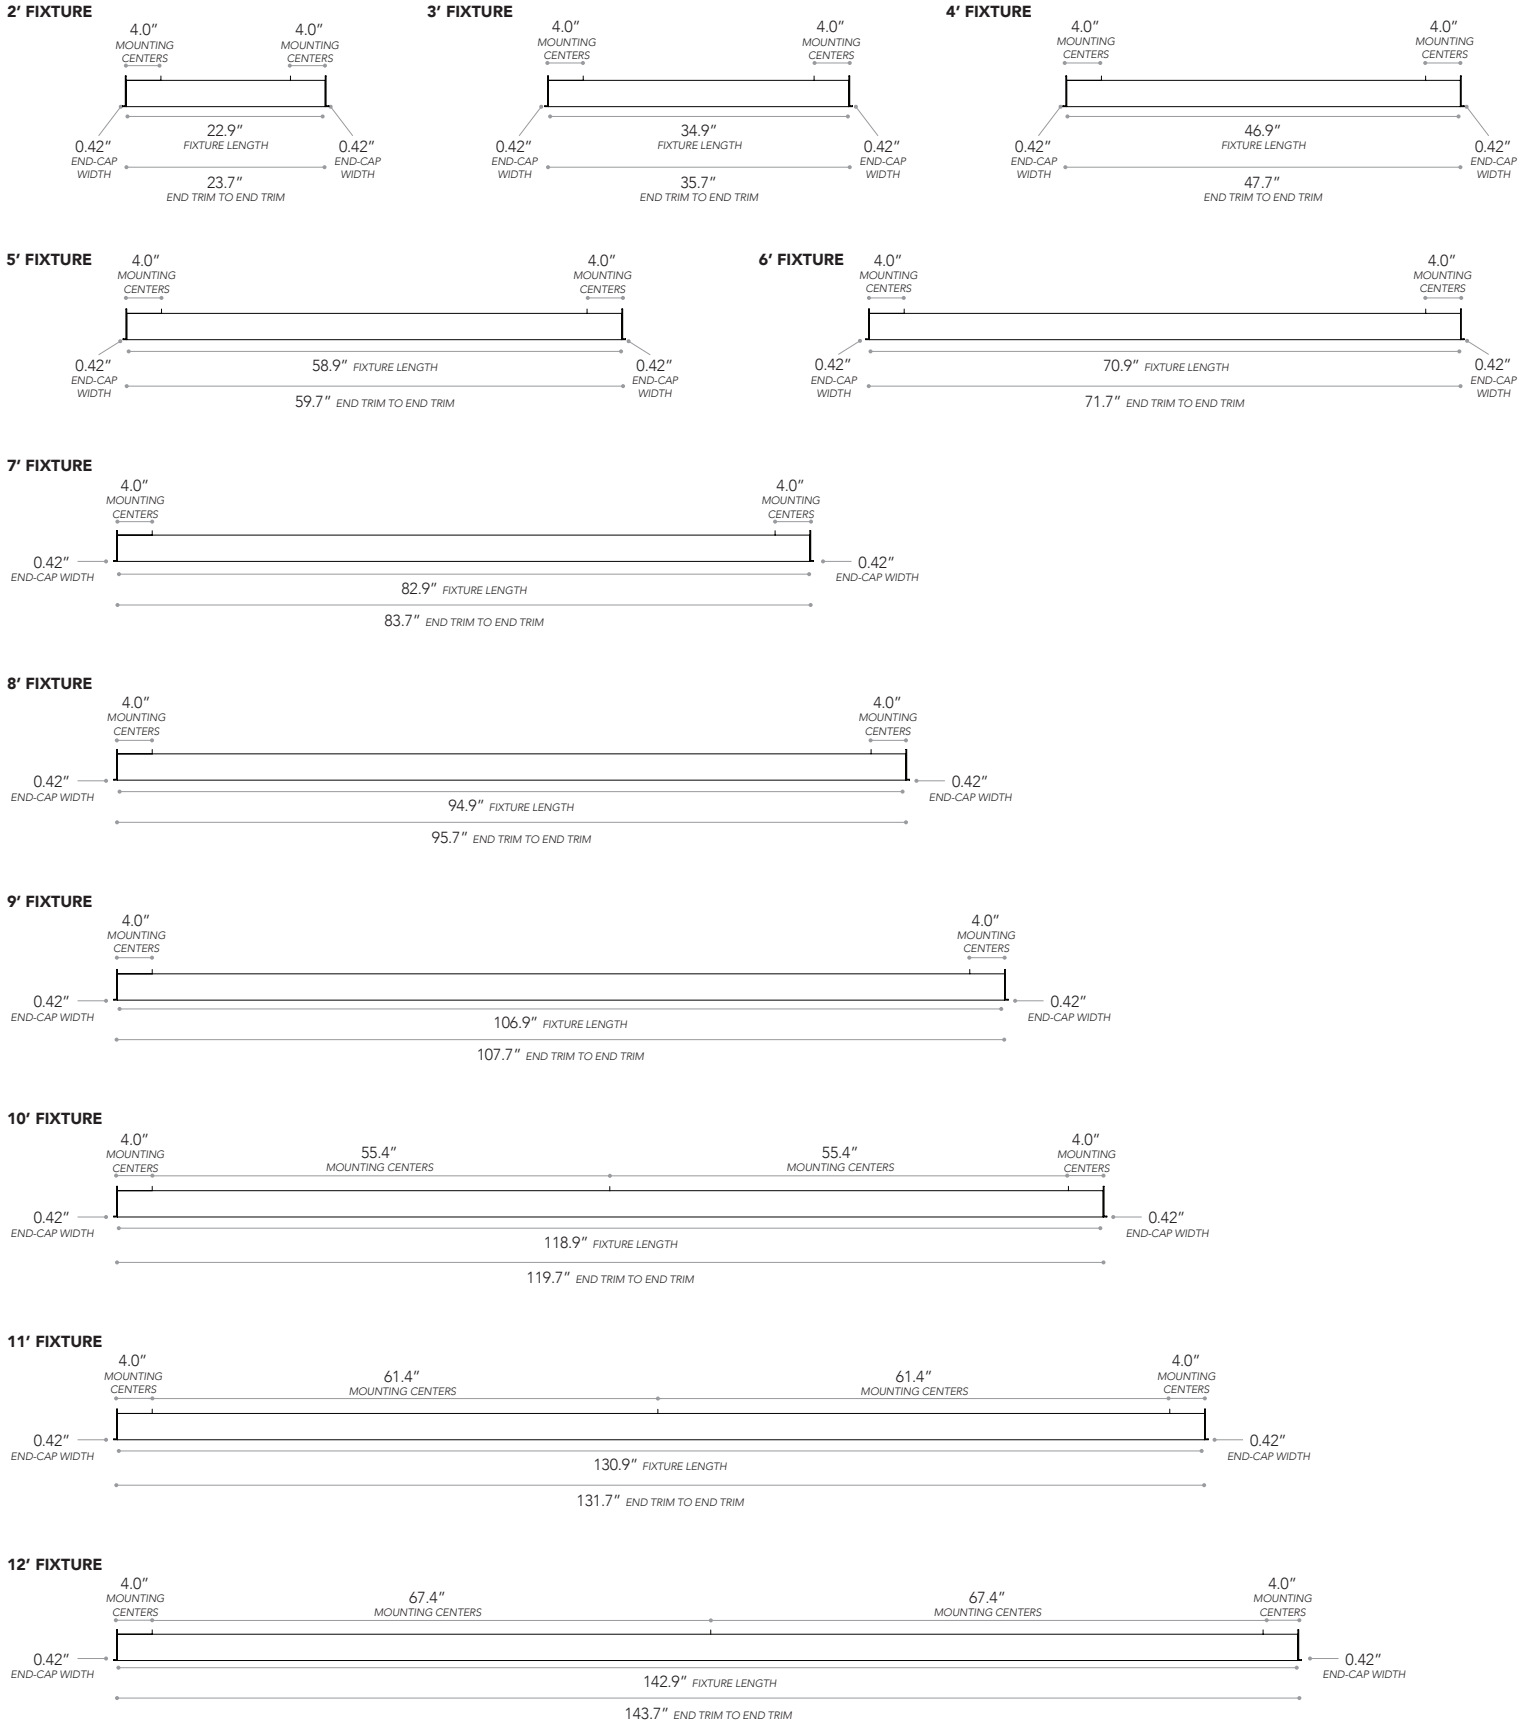 2’ FIXTURE
4.0”
MOUNTING
CENTERS
4.0”
MOUNTING
CENTERS
0.42”
END-CAP
WIDTH
22.9”
FIXTURE LENGTH
0.42”
END-CAP
WIDTH
23.7”
END TRIM TO END TRIM
3’ FIXTURE
4.0”
MOUNTING
CENTERS
4.0”
MOUNTING
CENTERS
0.42”
END-CAP
WIDTH
34.9”
FIXTURE LENGTH
0.42”
END-CAP
WIDTH
35.7”
END TRIM TO END TRIM
4’ FIXTURE
4.0”
MOUNTING
CENTERS
4.0”
MOUNTING
CENTERS
0.42”
END-CAP
WIDTH
46.9”
FIXTURE LENGTH
0.42”
END-CAP
WIDTH
47.7”
END TRIM TO END TRIM
5’ FIXTURE
4.0”
MOUNTING
CENTERS
4.0”
MOUNTING
CENTERS
0.42”
END-CAP
WIDTH
58.9” FIXTURE LENGTH
0.42”
END-CAP
WIDTH
59.7” END TRIM TO END TRIM
6’ FIXTURE
4.0”
MOUNTING
CENTERS
4.0”
MOUNTING
CENTERS
0.42”
END-CAP
WIDTH
70.9” FIXTURE LENGTH
0.42”
END-CAP
WIDTH
71.7” END TRIM TO END TRIM
7’ FIXTURE
4.0”
MOUNTING
CENTERS
4.0”
MOUNTING
CENTERS
0.42”
END-CAP WIDTH
0.42”
END-CAP WIDTH
82.9” FIXTURE LENGTH
83.7” END TRIM TO END TRIM
8’ FIXTURE
4.0”
MOUNTING
CENTERS
4.0”
MOUNTING
CENTERS
0.42”
END-CAP WIDTH
0.42”
END-CAP WIDTH
94.9” FIXTURE LENGTH
95.7” END TRIM TO END TRIM
9’ FIXTURE
4.0”
MOUNTING
CENTERS
4.0”
MOUNTING
CENTERS
0.42”
END-CAP WIDTH
0.42”
END-CAP WIDTH
106.9” FIXTURE LENGTH
107.7” END TRIM TO END TRIM
10’ FIXTURE
4.0”
MOUNTING
CENTERS
55.4”
MOUNTING CENTERS
55.4”
MOUNTING CENTERS
4.0”
MOUNTING
CENTERS
0.42”
END-CAP WIDTH
0.42”
END-CAP WIDTH
118.9” FIXTURE LENGTH
119.7” END TRIM TO END TRIM
11’ FIXTURE
4.0”
MOUNTING
CENTERS
61.4”
MOUNTING CENTERS
61.4”
MOUNTING CENTERS
4.0”
MOUNTING
CENTERS
0.42”
END-CAP WIDTH
0.42”
END-CAP WIDTH
130.9” FIXTURE LENGTH
131.7” END TRIM TO END TRIM
12’ FIXTURE
4.0”
MOUNTING
CENTERS
67.4”
MOUNTING CENTERS
67.4”
MOUNTING CENTERS
4.0”
MOUNTING
CENTERS
0.42”
END-CAP WIDTH
0.42”
END-CAP WIDTH
142.9” FIXTURE LENGTH
143.7” END TRIM TO END TRIM